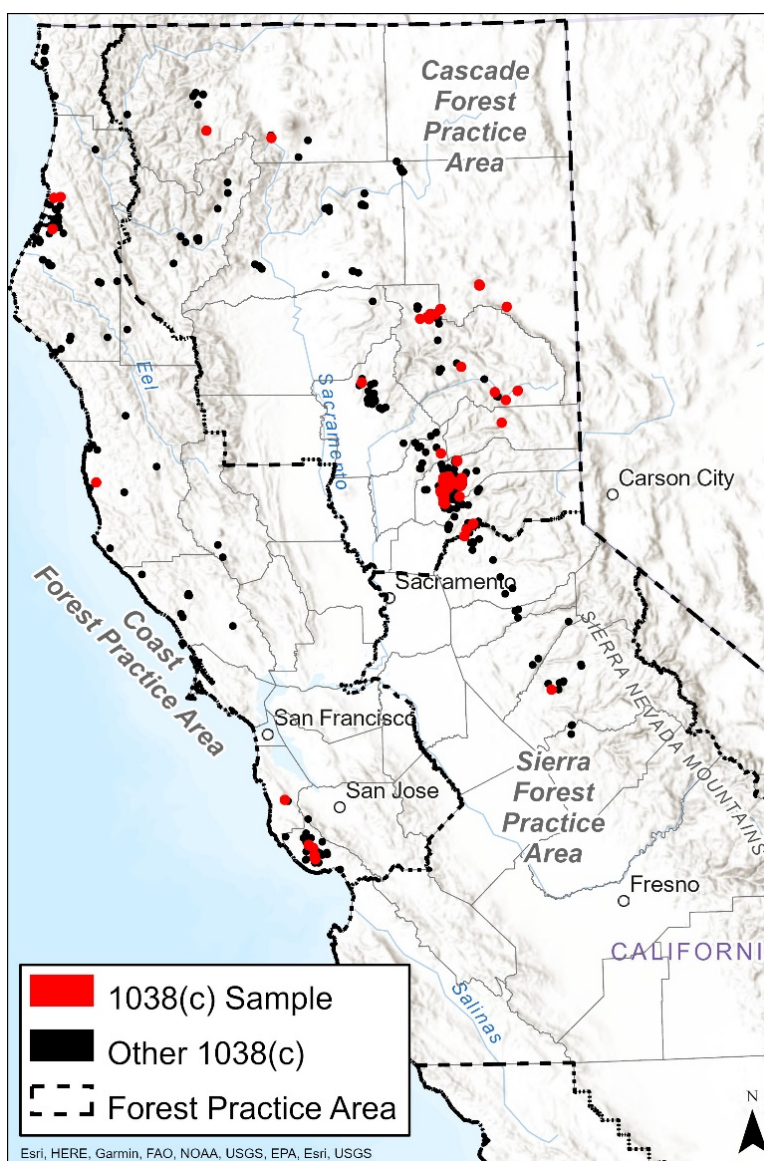 Cascade
Forest
Practice
Area
Eel
Sacramento
Carson City
Sacramento
Coast
Forest Practice Area
SIERRA NEVADA MOUNTAINS
San Francisco
San Jose
Sierra
Forest
Practice
Area
Fresno
CALIFORNI
Salinas
1038(c) Sample
Other 1038(c)
Forest Practice Area
N
Esri, HERE, Garmin, FAO, NOAA, USGS, EPA, Esri, USGS